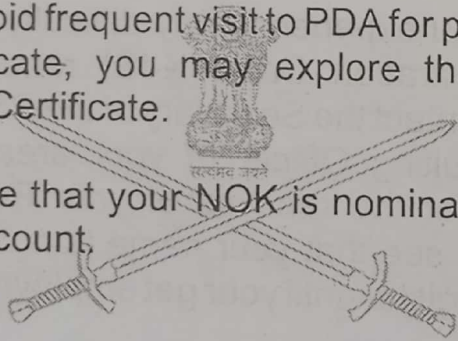 oid frequent visit to PDA for p
cate, you may explore th
Certificate.
सत्यमेव जयते
e that your NOK is nomina
count.